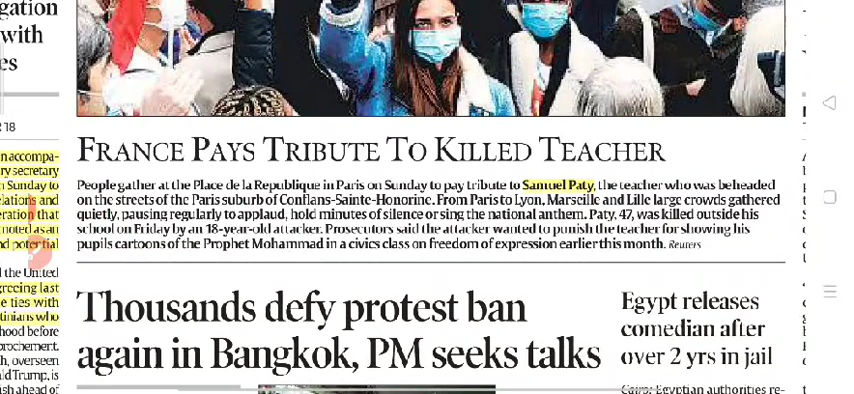 gation
with
es
R 18
n accompa-
ry secretary
n Sunday to
elations and
eration that
moted as an
nd potential
l the United
greeing last
e ties with
tinians who
hood before
prochement.
h, overseen
ald Trump, is
ish ahead of
FRANCE PAYS TRIBUTE TO KILLED TEACHER
People gather at the Place de la Republique in Paris on Sunday to pay tribute to Samuel Paty, the teacher who was beheaded
on the streets of the Paris suburb of Conflans-Sainte-Honorine. From Paris to Lyon, Marseille and Lille large crowds gathered
quietly, pausing regularly to applaud, hold minutes of silence or sing the national anthem. Paty, 47, was killed outside his
school on Friday by an 18-year-old attacker. Prosecutors said the attacker wanted to punish the teacher for showing his
pupils cartoons of the Prophet Mohammad in a civics class on freedom of expression earlier this month. Reuters
Thousands defy protest ban
again in Bangkok, PM seeks talks
Egypt releases
comedian after
over 2 yrs in jail
Cairo: Egyptian authorities re-